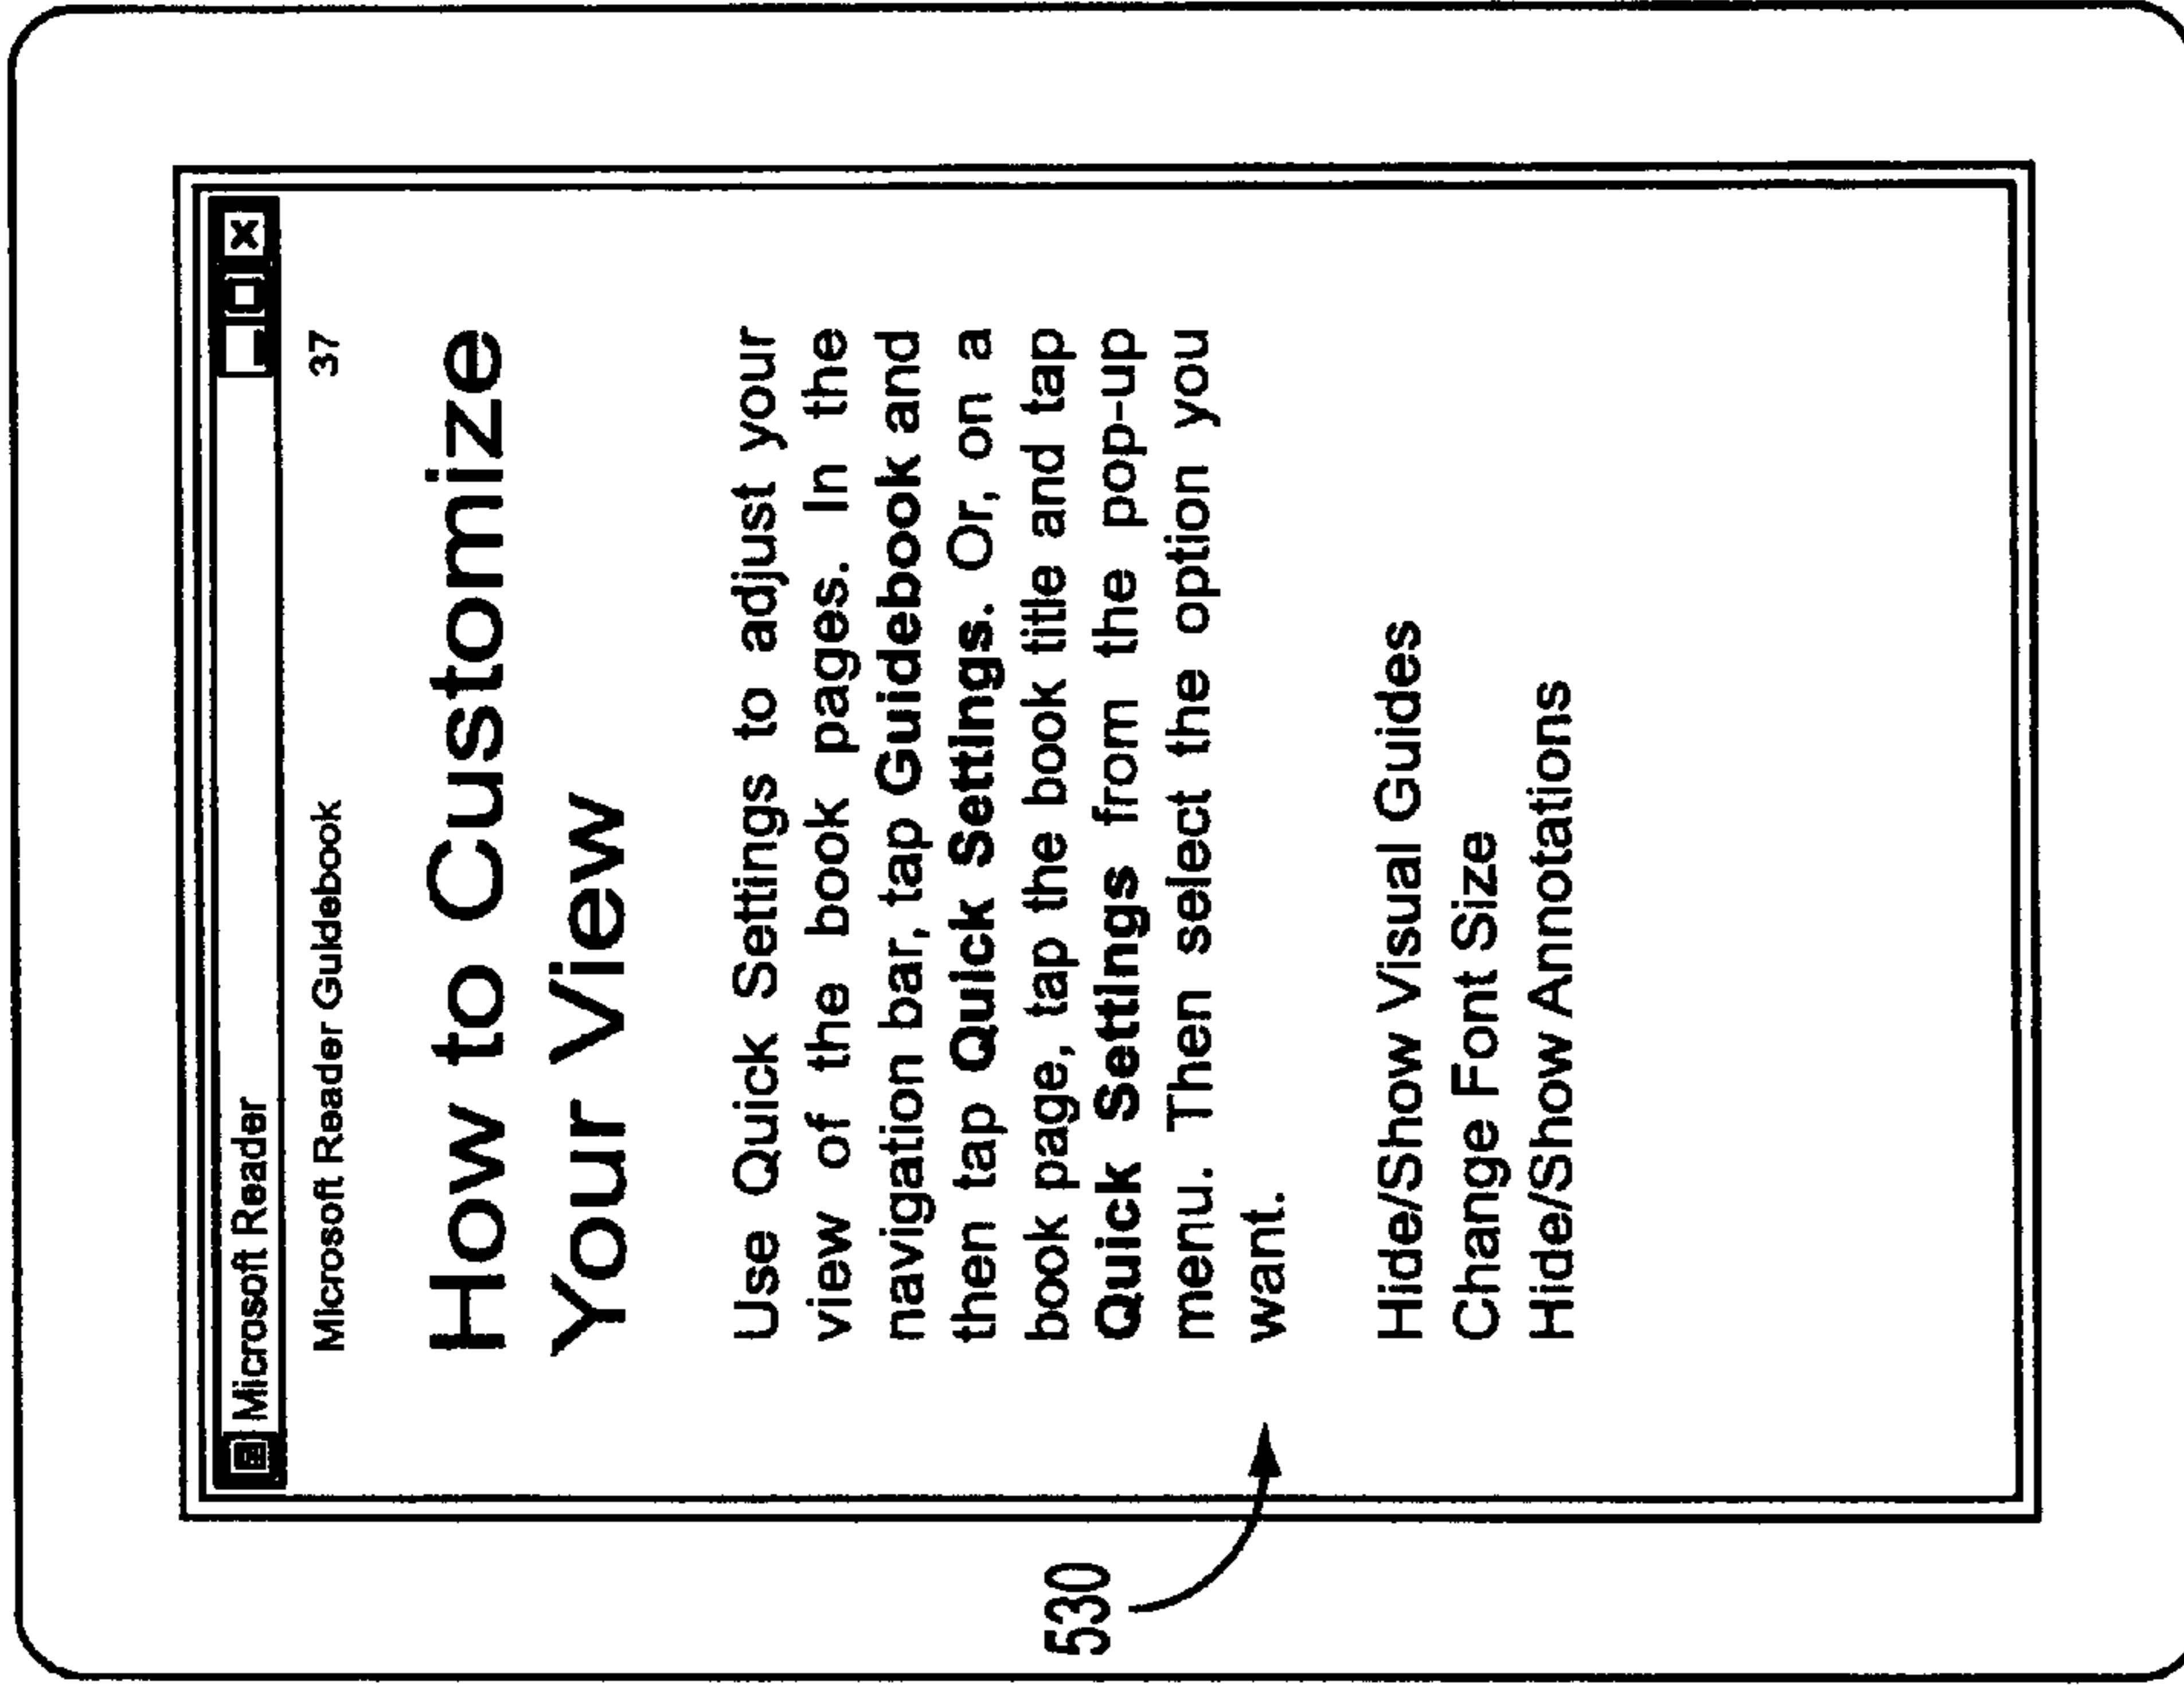 Microsoft Reader
Microsoft Reader Guidebook 37
How to Customize
Your View
Use Quick Settings to adjust your
view of the book pages. In the
navigation bar, tap Guidebook and
then tap Quick Settings. Or, on a
book page, tap the book title and tap
Quick Settings from the pop-up
menu. Then select the option you
want.
Hide/Show Visual Guides
Change Font Size
Hide/Show Annotations
530